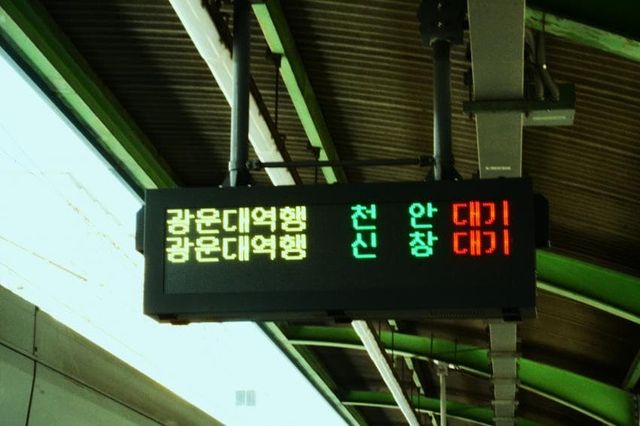 광운대역행 천 안 대기
광운대역행 신 창 대기